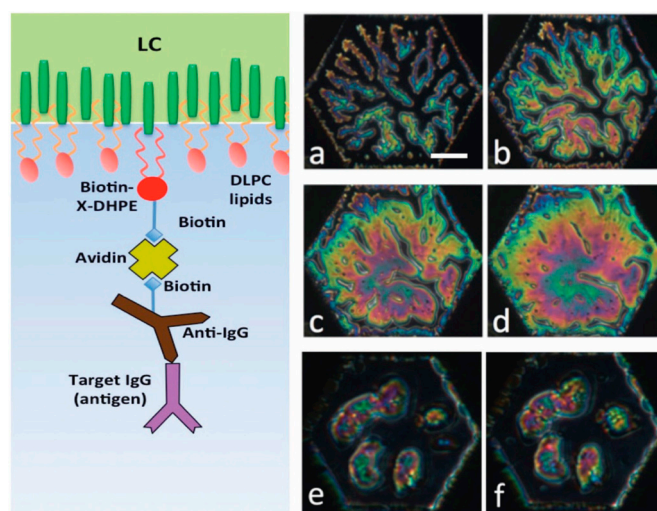 LC
Biotin-
X-DHPE
DLPC
lipids
Biotin
Avidin
Biotin
Anti-IgG
Target IgG
(antigen)
a
b
c
d
e
f